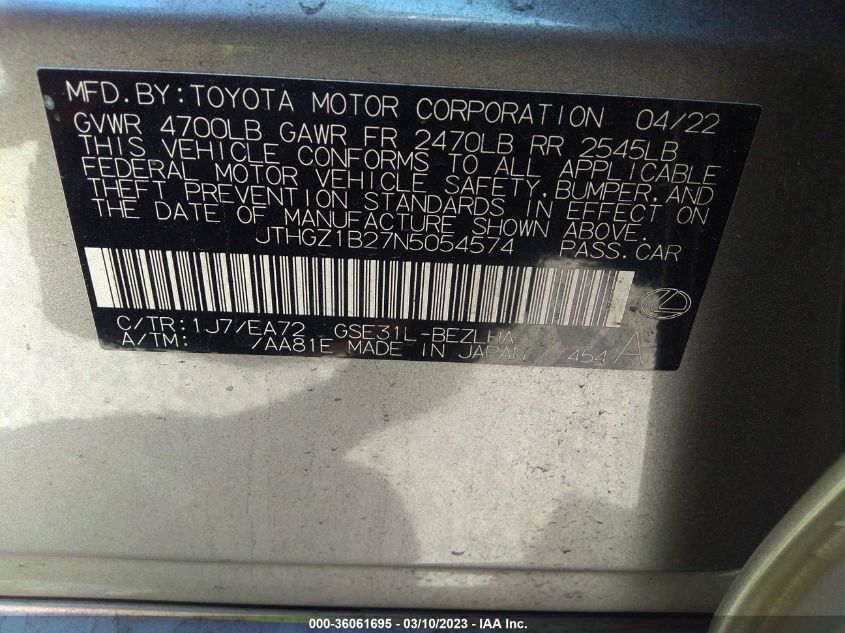 MFD.BY:TOYOTA MOTOR CORPORATION 04/22
GVWR 4700LB GAWR FR 2470LB RR 2545LB
THIS VEHICLE CONFORMS TO ALL APPLICABLE
FEDERAL MOTOR VEHICLE SAFETY,BUMPER,AND
THEFT PREVENTION STANDARDS IN EFFECT ON
THE DATE OF MANUFACTURE SHOWN ABOVE.
JTHGZ1B27N5054574 PASS.CAR
C/TR:1J7/EA72 GSE31L-BEZLHA
A/TM: /AA81E MADE IN JAPAN 454 A
000-36061695 - 03/10/2023 - IAA Inc.